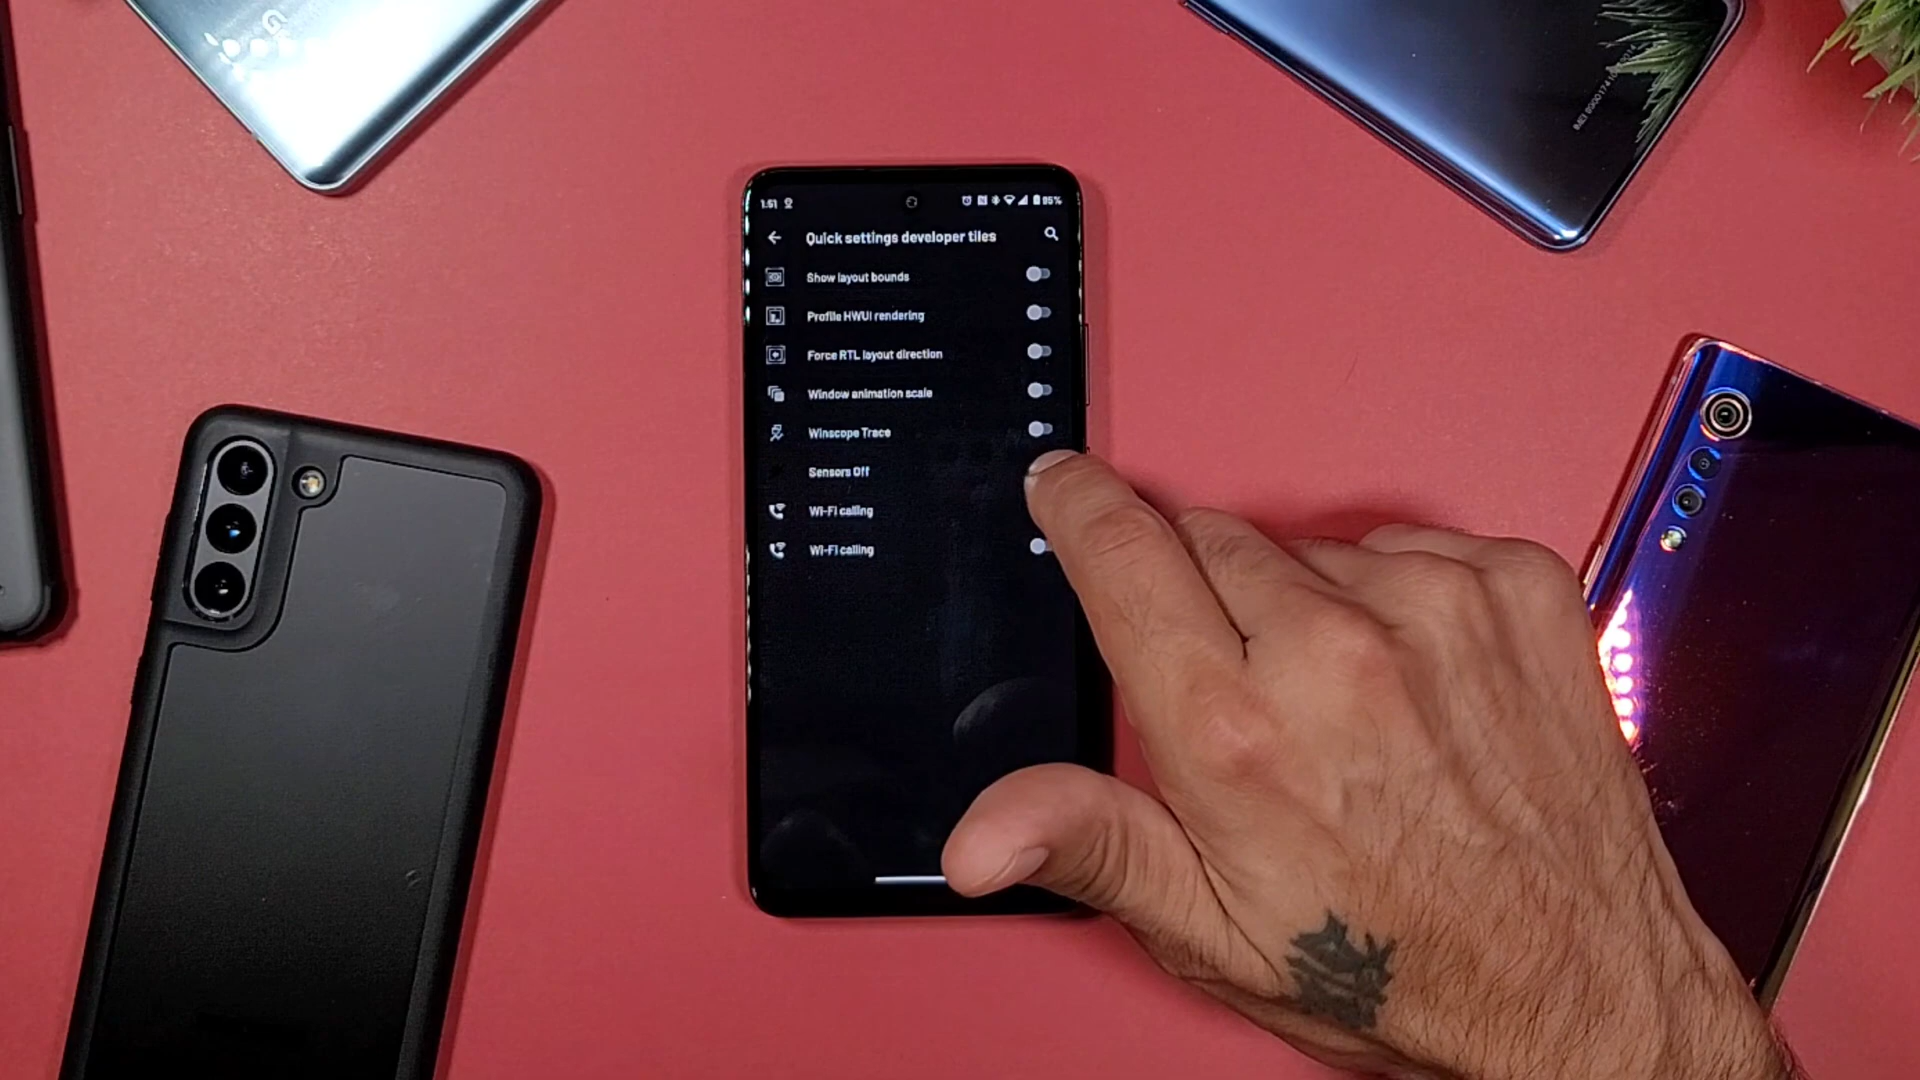 1:51
85%
Quick settings developer tiles
Show layout bounds
Profile HWUI rendering
Force RTL layout direction
Window animation scale
Winscope Trace
Sensors Off
Wi-Fi calling
Wi-Fi calling